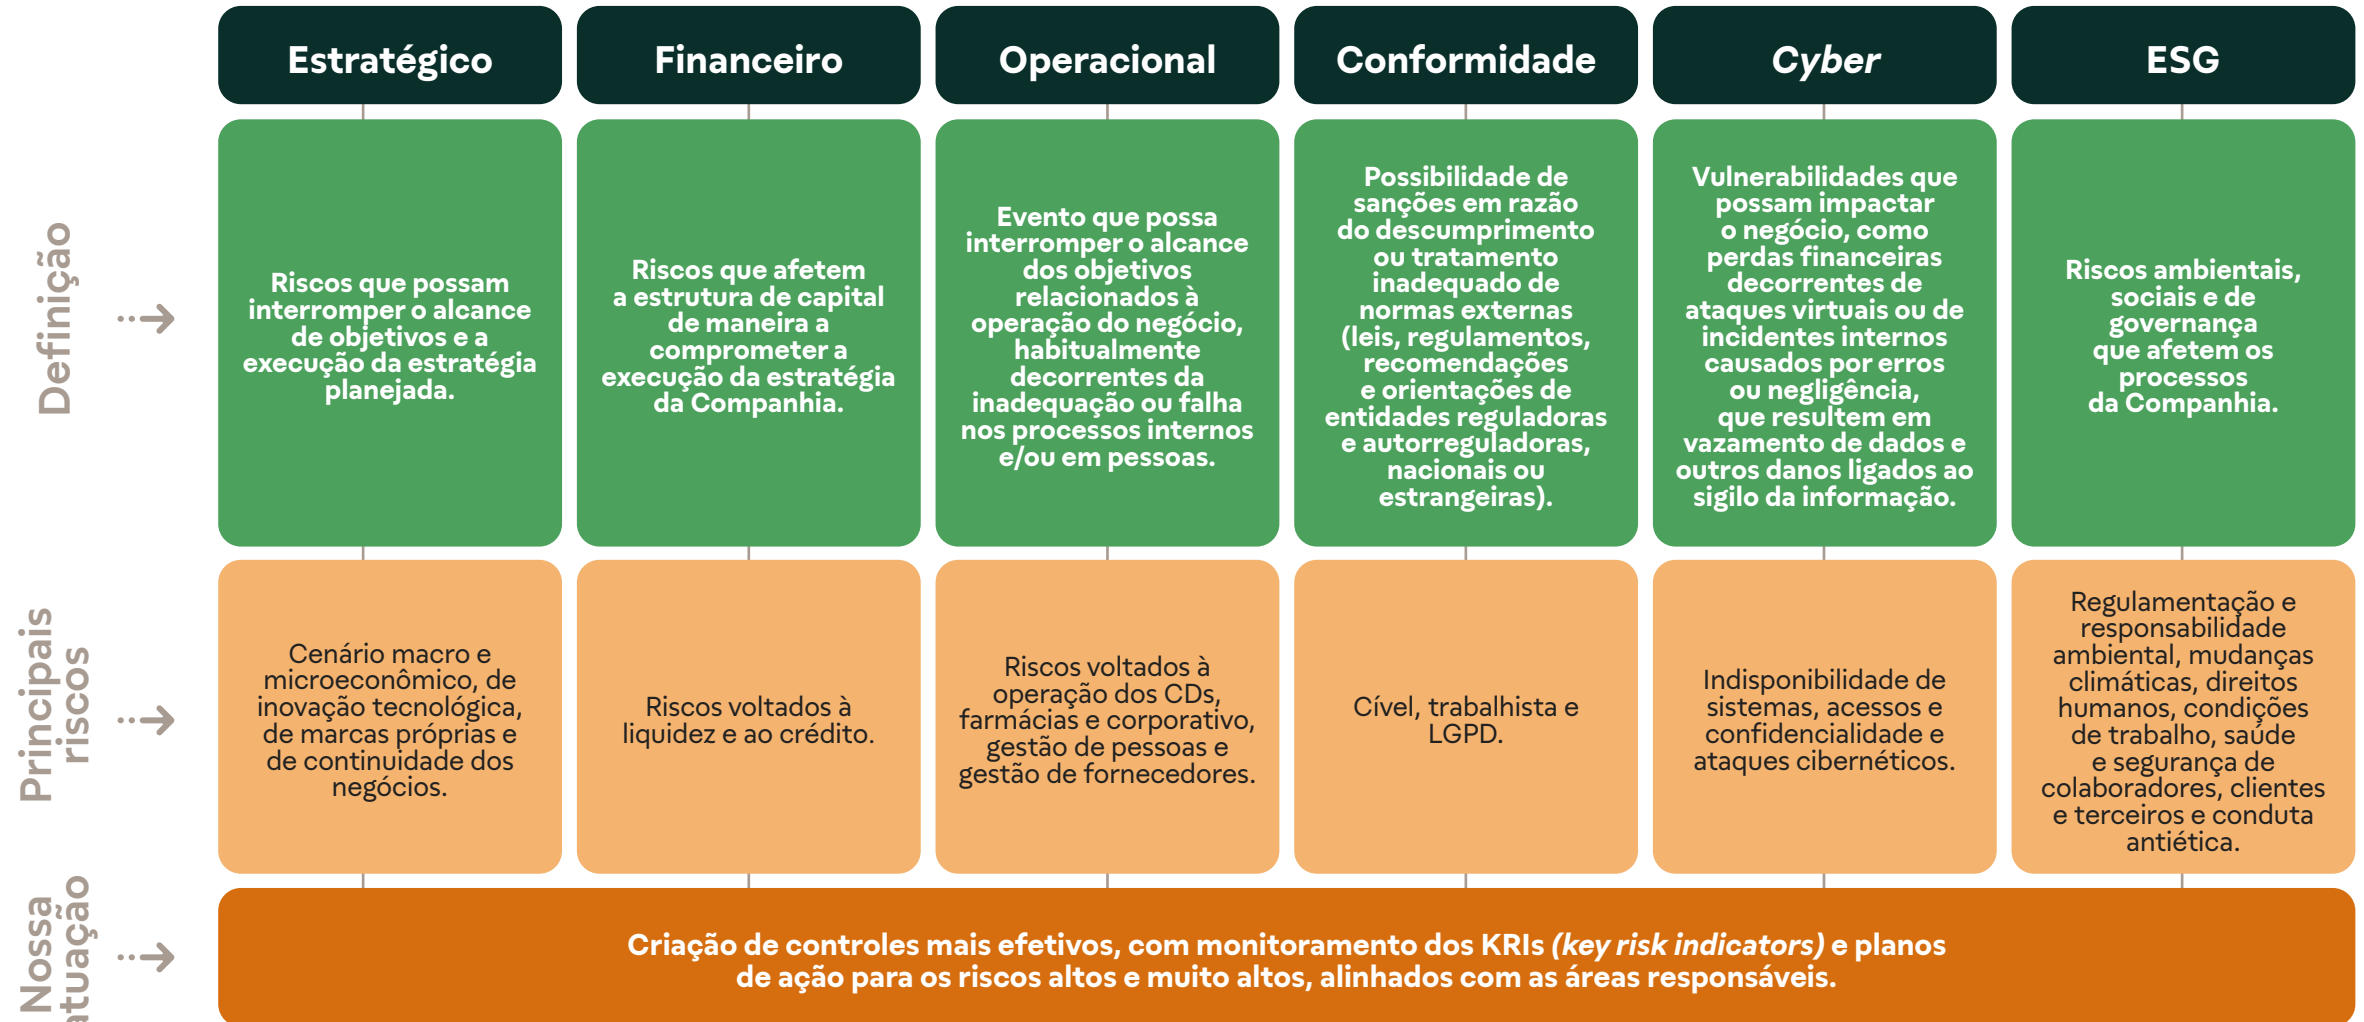 Estratégico
Financeiro
Operacional
Conformidade
Cyber
ESG
Definição
Riscos que possam
interromper o alcance
de objetivos e a
execução da estratégia
planejada.
Riscos que afetem
a estrutura de capital
de maneira a
comprometer a
execução da estratégia
da Companhia.
Evento que possa
interromper o alcance
dos objetivos
relacionados à
operação do negócio,
habitualmente
decorrentes da
inadequação ou falha
nos processos internos
e/ou em pessoas.
Possibilidade de
sanções em razão
do descumprimento
ou tratamento
inadequado de
normas externas
(leis, regulamentos,
recomendações
e orientações de
entidades reguladoras
e autorreguladoras,
nacionais ou
estrangeiras).
Vulnerabilidades que
possam impactar
o negócio, como
perdas financeiras
decorrentes de
ataques virtuais ou de
incidentes internos
causados por erros
ou negligência,
que resultem em
vazamento de dados e
outros danos ligados ao
sigilo da informação.
Riscos ambientais,
sociais e de
governança
que afetem os
processos
da Companhia.
Principais
riscos
Cenário macro e
microeconômico, de
inovação tecnológica,
de marcas próprias e
de continuidade dos
negócios.
Riscos voltados à
liquidez e ao crédito.
Riscos voltados à
operação dos CDs,
farmácias e corporativo,
gestão de pessoas e
gestão de fornecedores.
Cível, trabalhista e
LGPD.
Indisponibilidade de
sistemas, acessos e
confidencialidade e
ataques cibernéticos.
Regulamentação e
responsabilidade
ambiental, mudanças
climáticas, direitos
humanos, condições
de trabalho, saúde
e segurança de
colaboradores, clientes
e terceiros e conduta
antiética.
Nossa
atuação
Criação de controles mais efetivos, com monitoramento dos KRIs (key risk indicators) e planos
de ação para os riscos altos e muito altos, alinhados com as áreas responsáveis.